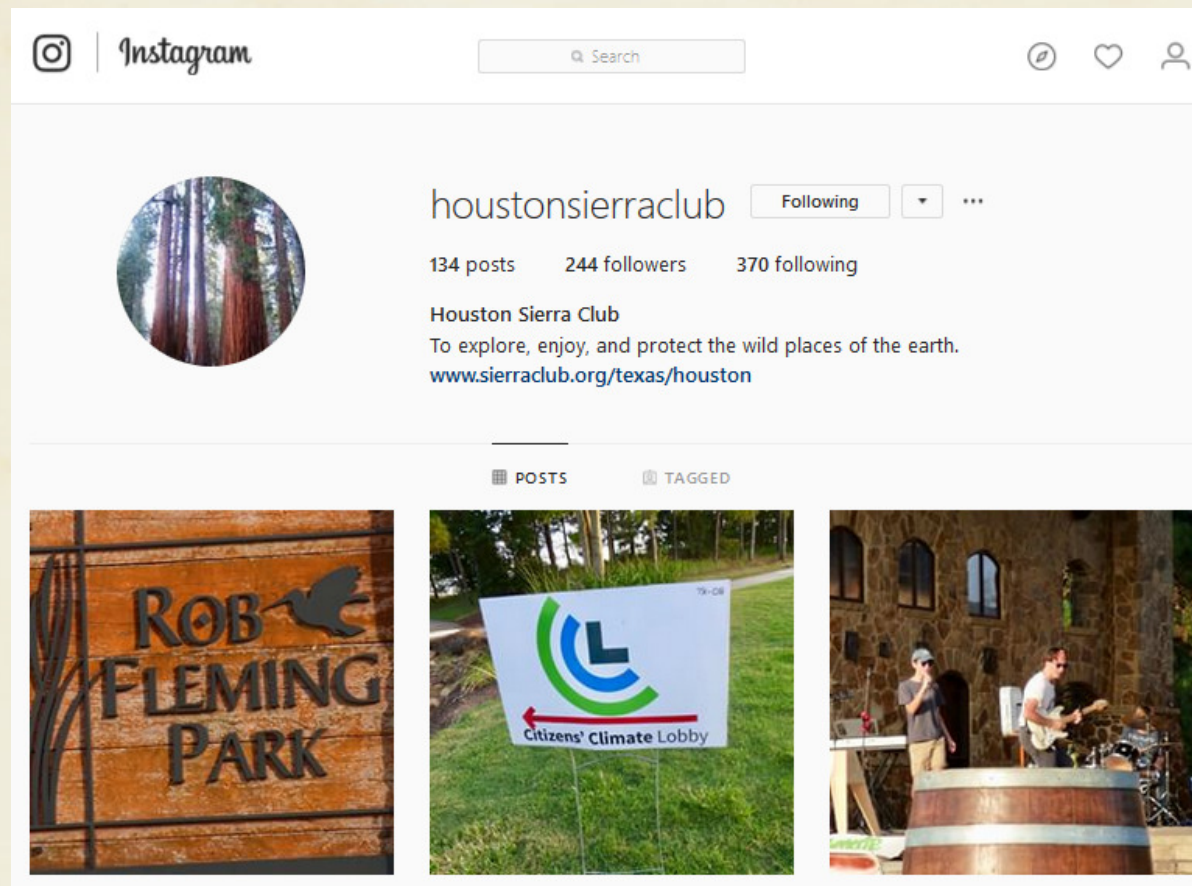 Instagram
Search
houstonsierraclub Following ...
134 posts 244 followers 370 following
Houston Sierra Club
To explore, enjoy, and protect the wild places of the earth.
www.sierraclub.org/texas/houston
POSTS TAGGED
ROB
FLEMING
PARK
CCL
Citizens' Climate Lobby